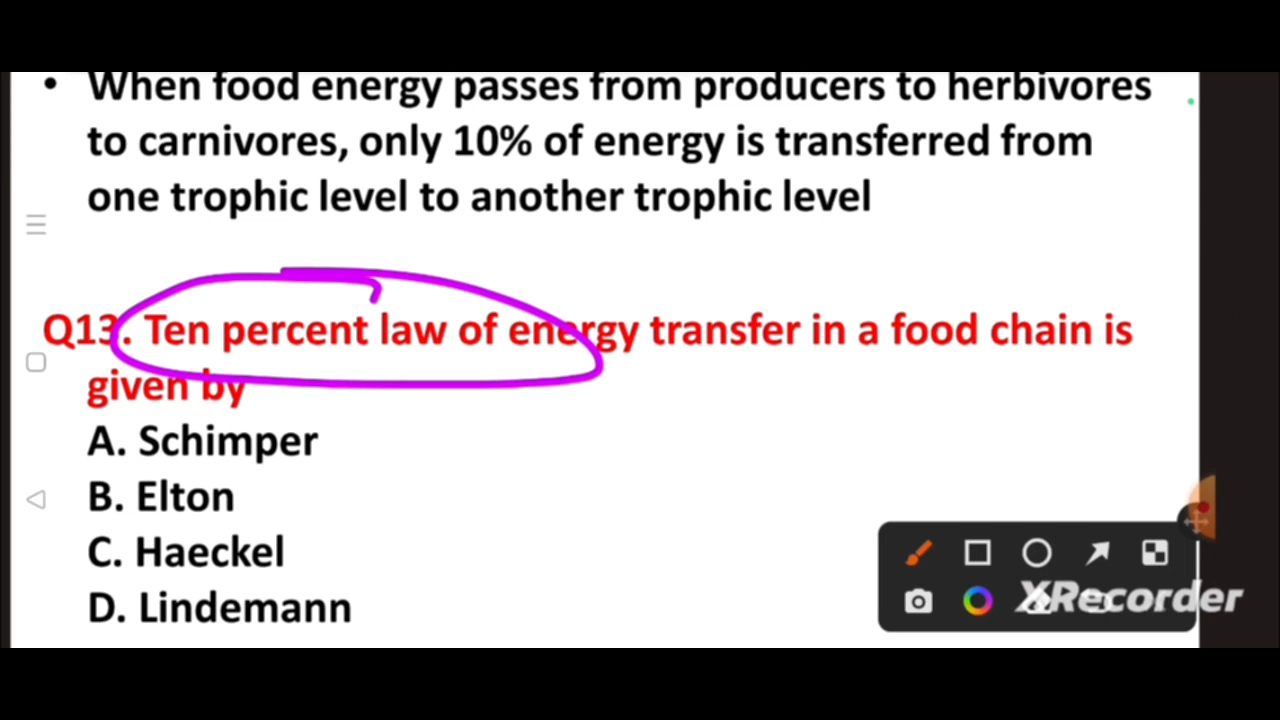 • When food energy passes from producers to herbivores
to carnivores, only 10% of energy is transferred from
one trophic level to another trophic level
Q13. Ten percent law of energy transfer in a food chain is
given by
A. Schimper
B. Elton
C. Haeckel
D. Lindemann
XRecorder